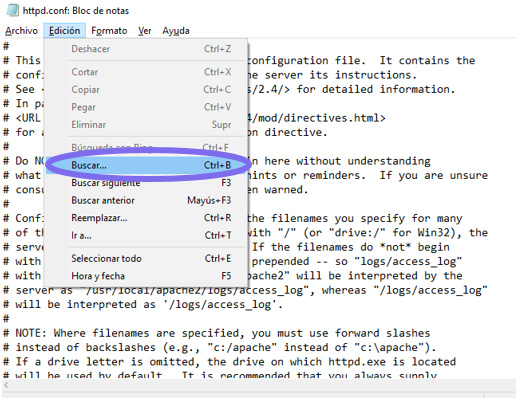 httpd.conf: Bloc de notas
Archivo Edición Formato Ver Ayuda
Deshacer Ctrl+Z
Cortar Ctrl+X
Copiar Ctrl+C
Pegar Ctrl+V
Eliminar Supr
Búsqueda con Bing... Ctrl+E
Buscar... Ctrl+B
Buscar siguiente F3
Buscar anterior Mayús+F3
Reemplazar... Ctrl+R
Ir a... Ctrl+T
Seleccionar todo Ctrl+E
Hora y fecha F5
#
# This configuration file. It contains the
# conf e server its instructions.
# See < s/2.4/> for detailed information.
# In pa
# <URL 4/mod/directives.html>
# for a on directive.
#
# Do NO n here without understanding
# what ints or reminders. If you are unsure
# cons en warned.
#
# Conf the filenames you specify for many
# of th with "/" (or "drive:/" for Win32), the
# serve If the filenames do *not* begin
# with prepended -- so "logs/access_log"
# with pache2" will be interpreted by the
# server as "/usr/local/apache2/logs/access_log", whereas "/logs/access_log"
# will be interpreted as '/logs/access_log'.
#
# NOTE: Where filenames are specified, you must use forward slashes
# instead of backslashes (e.g., "c:/apache" instead of "c:\apache").
# If a drive letter is omitted, the drive on which httpd.exe is located
# will be used by default. It is recommended that you always supply